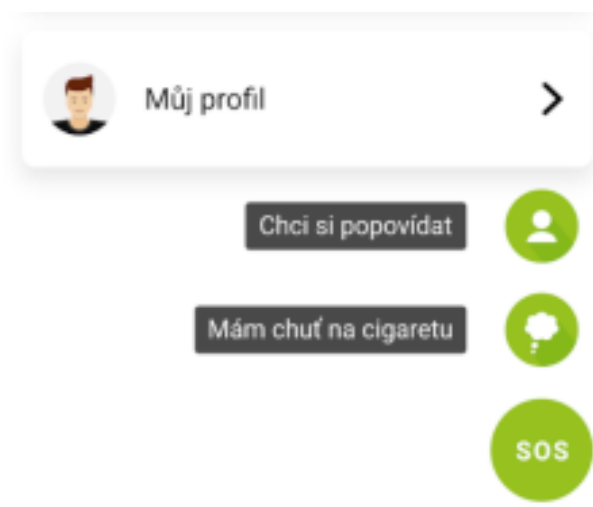 Můj profil
Chci si popovídat
Mám chuť na cigaretu
SOS